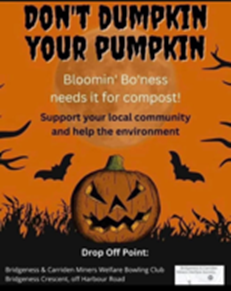 DON'T DUMPKIN
YOUR PUMPKIN
Bloomin' Bo'ness
needs it for compost!
Support your local community
and help the environment
Drop Off Point:
Bridgeness & Carriden Miners Welfare Bowling Club
Bridgeness Crescent, off Harbour Road